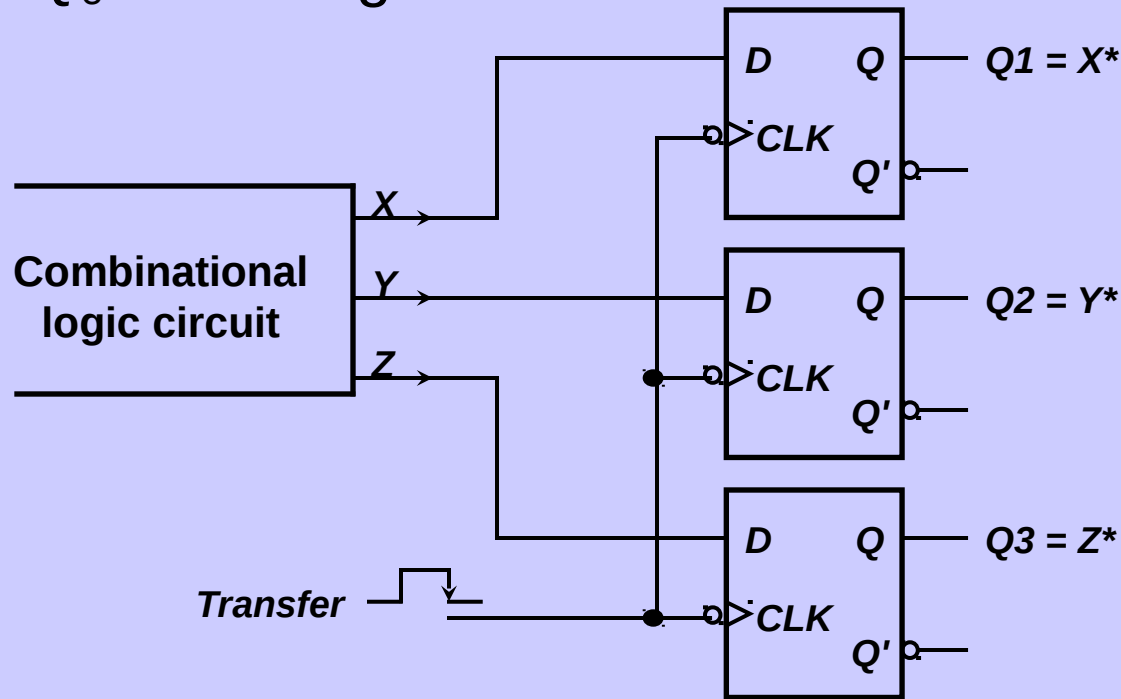 D Q Q1 = X*
CLK
Q'
X
Combinational
logic circuit
Y
D Q Q2 = Y*
Z
CLK
Q'
D Q Q3 = Z*
Transfer
CLK
Q'